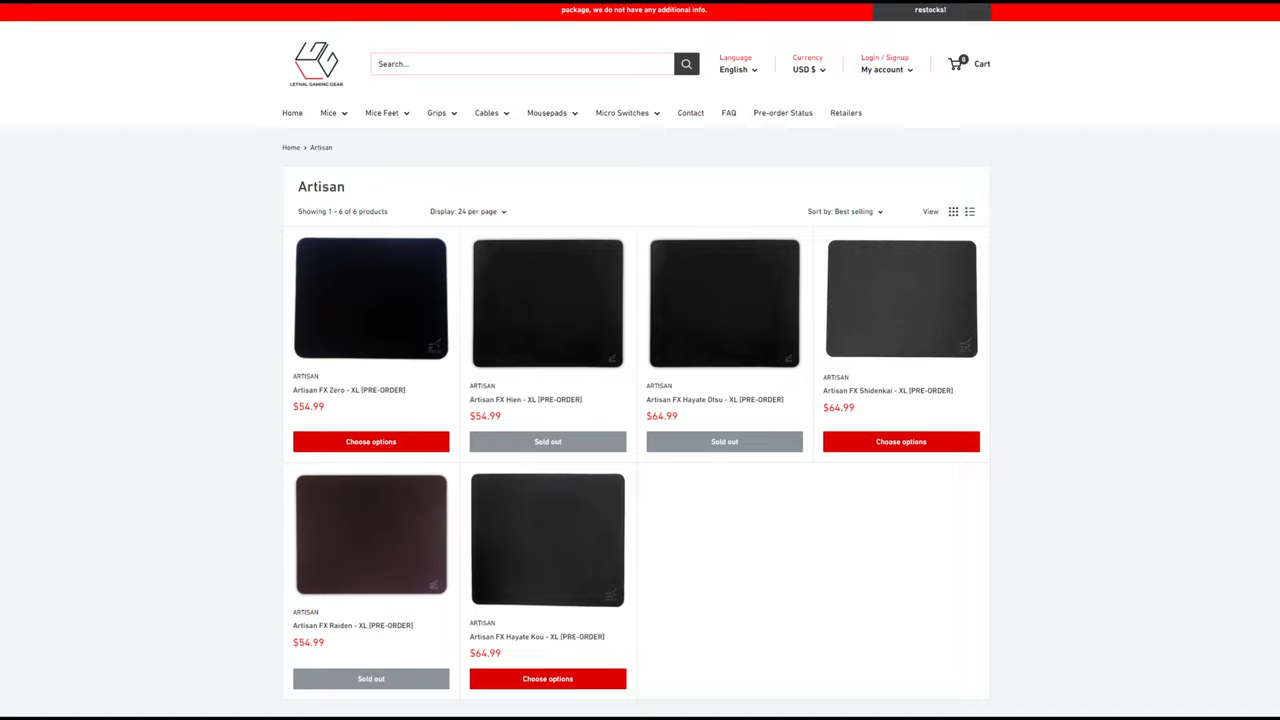 package, we do not have any additional info.
restocks!
LETHAL GAMING GEAR
Search...
Language
English
Currency
USD $
Login / Signup
My account
0
Cart
Home
Mice
Mice Feet
Grips
Cables
Mousepads
Micro Switches
Contact
FAQ
Pre-order Status
Retailers
Home > Artisan
Artisan
Showing 1 - 6 of 6 products
Display: 24 per page
Sort by: Best selling
View
ARTISAN
Artisan FX Zero - XL [PRE-ORDER]
$54.99
Choose options
ARTISAN
Artisan FX Hien - XL [PRE-ORDER]
$54.99
Sold out
ARTISAN
Artisan FX Hayate Otsu - XL [PRE-ORDER]
$64.99
Sold out
ARTISAN
Artisan FX Shidenkai - XL [PRE-ORDER]
$64.99
Choose options
ARTISAN
Artisan FX Raiden - XL [PRE-ORDER]
$54.99
Sold out
ARTISAN
Artisan FX Hayate Kou - XL [PRE-ORDER]
$64.99
Choose options